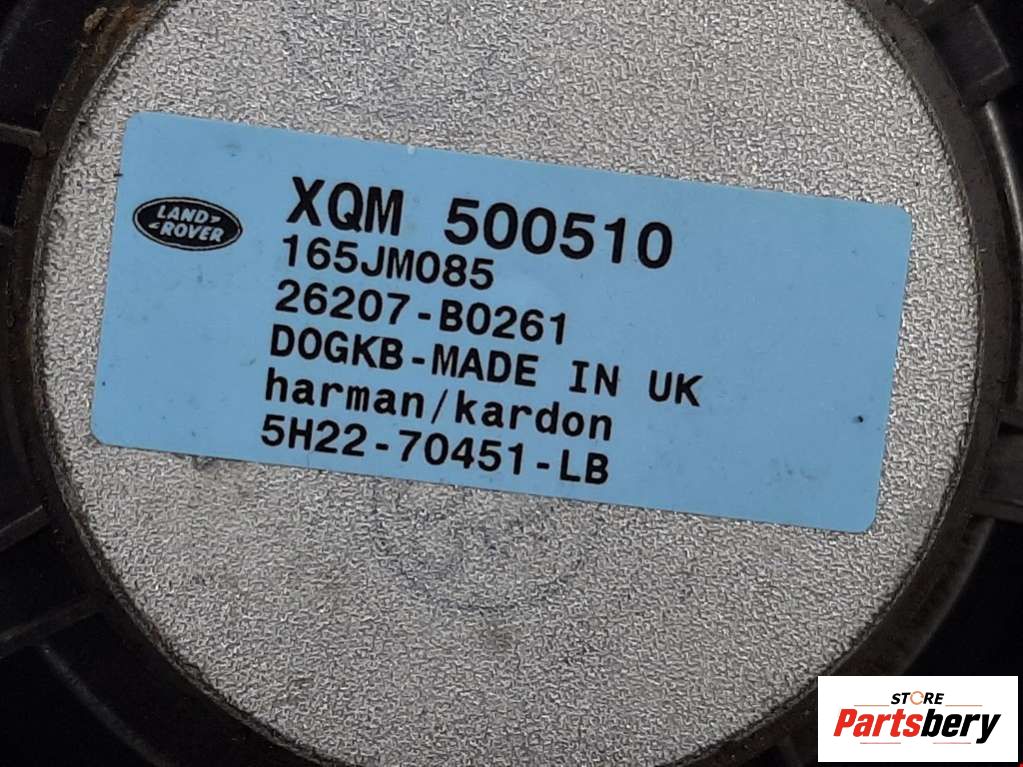 LAND>
<ROVER
XQM 500510
165JM085
26207-B0261
DOGKB-MADE IN UK
harman/kardon
5H22-70451-LB
STORE
Partsbery